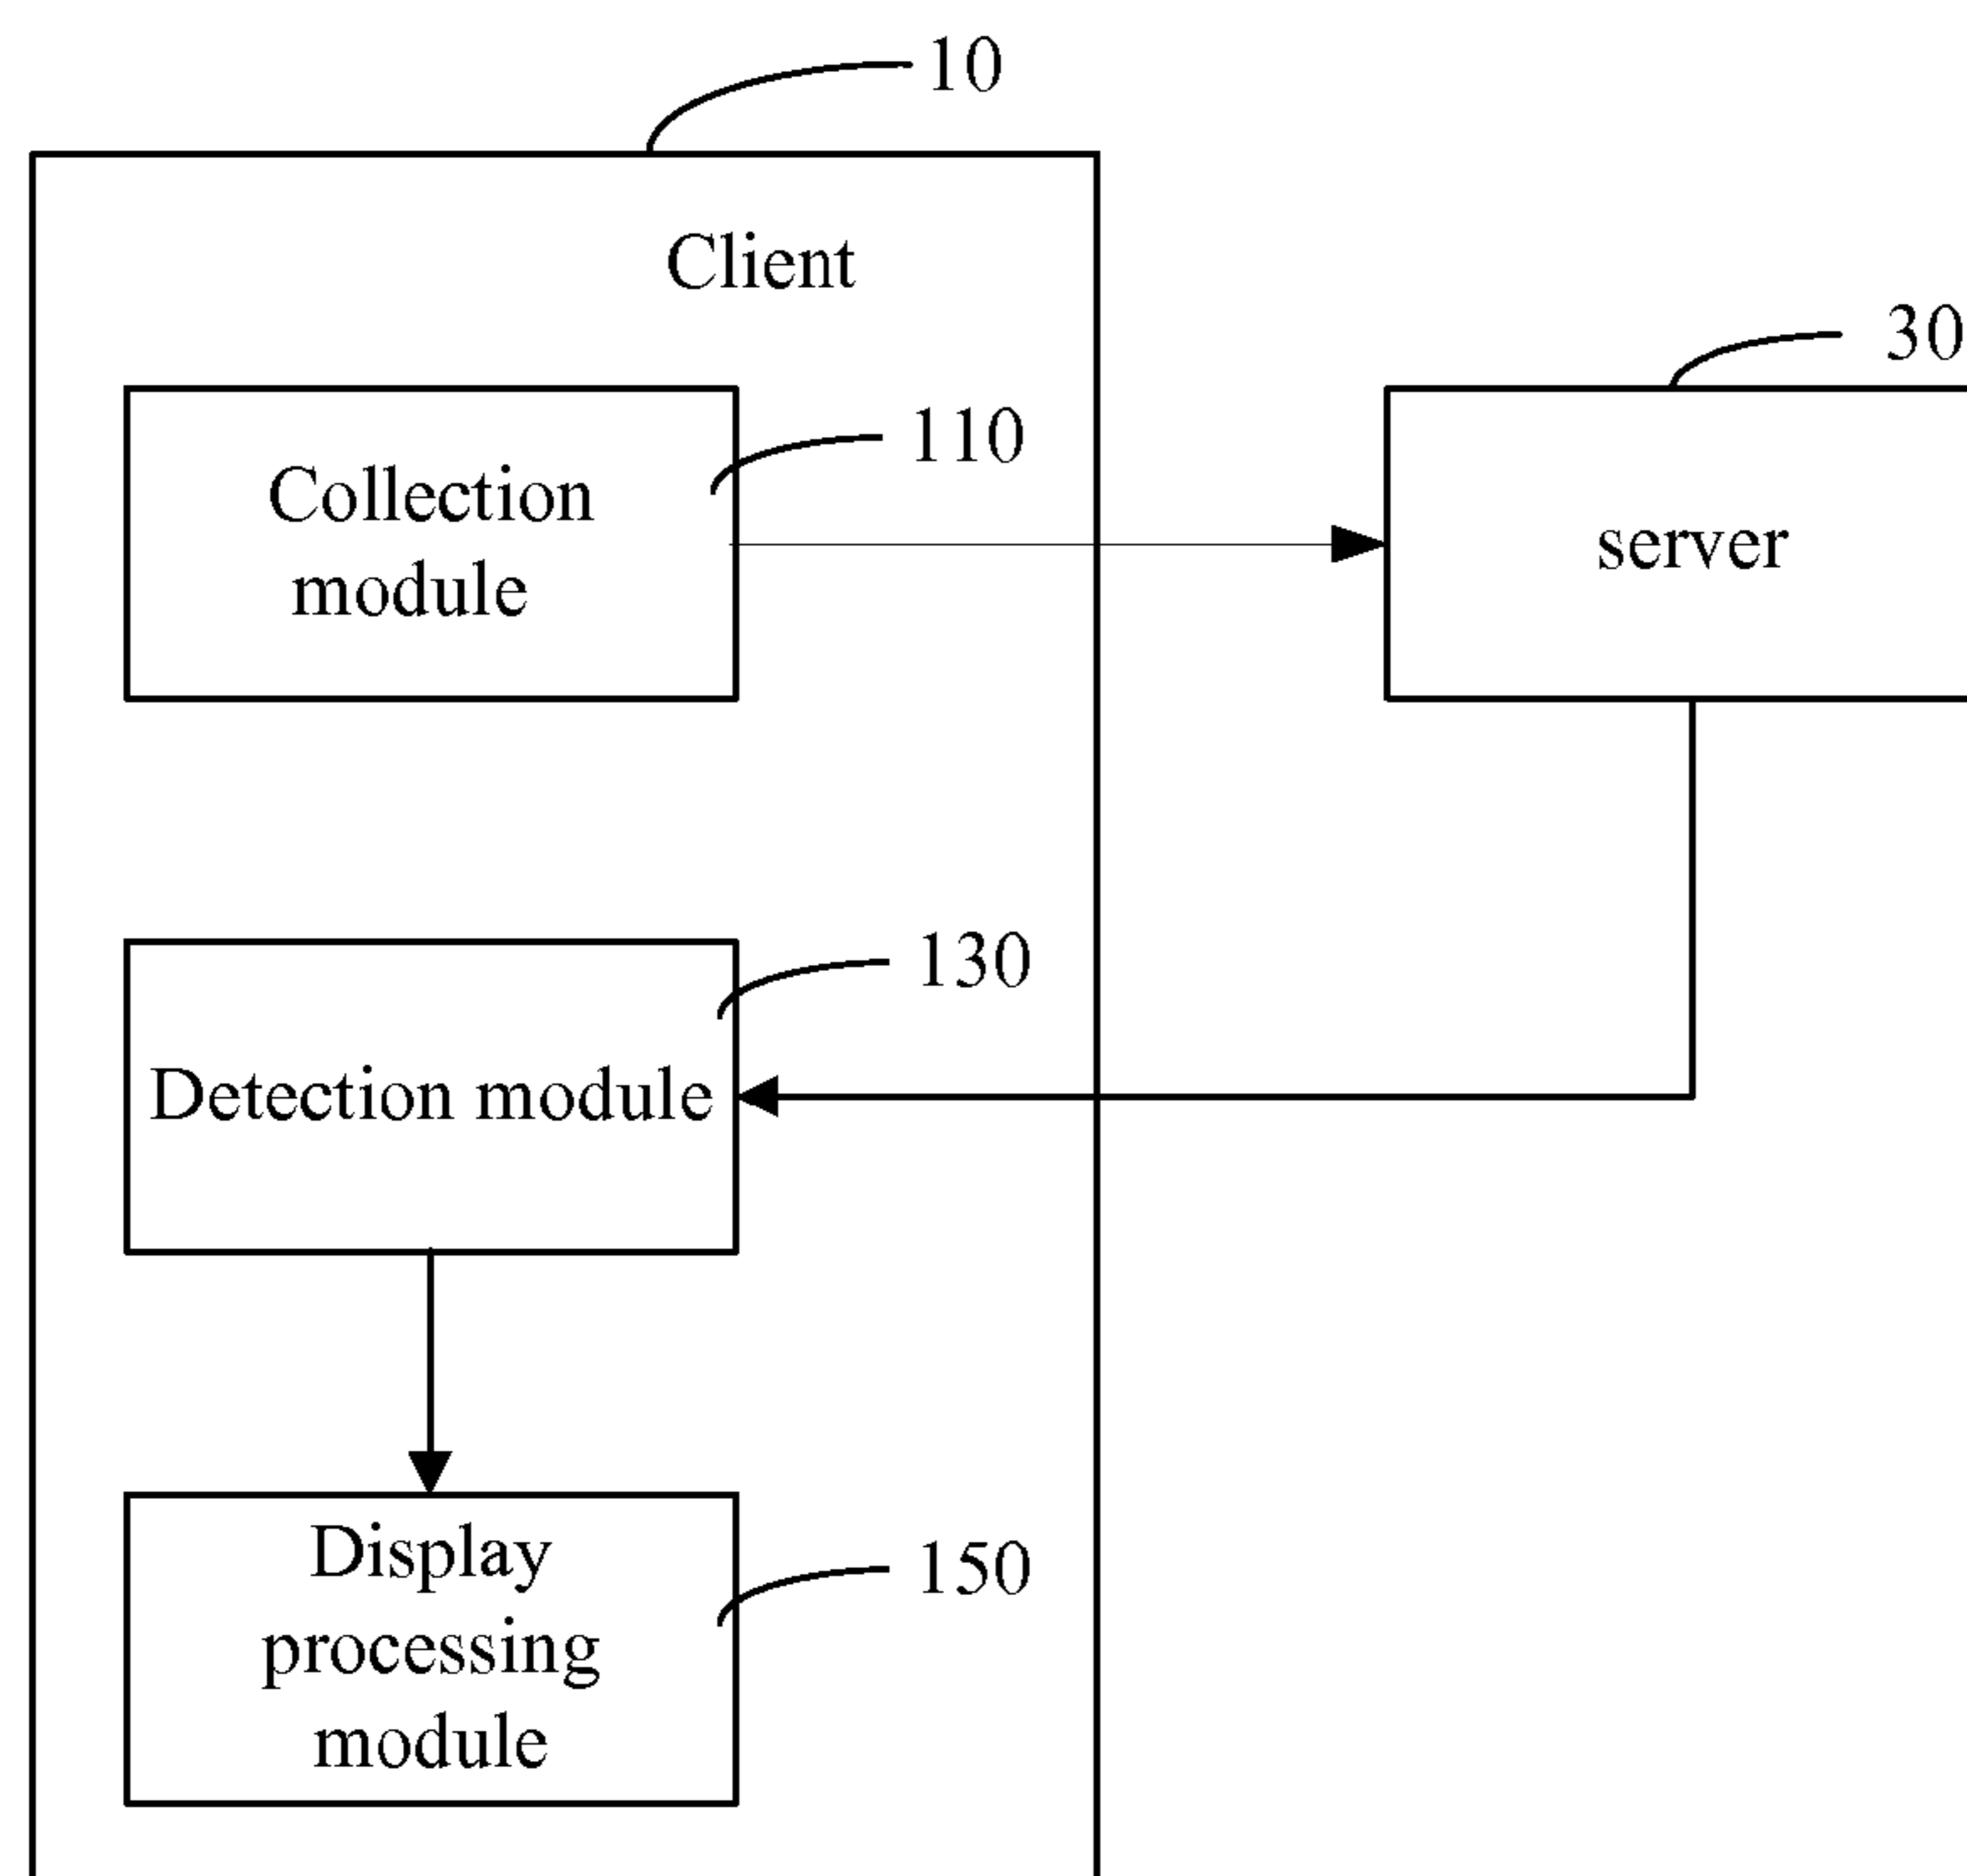 10
Client
30
110
Collection
module
server
130
Detection module
Display
150
processing
module